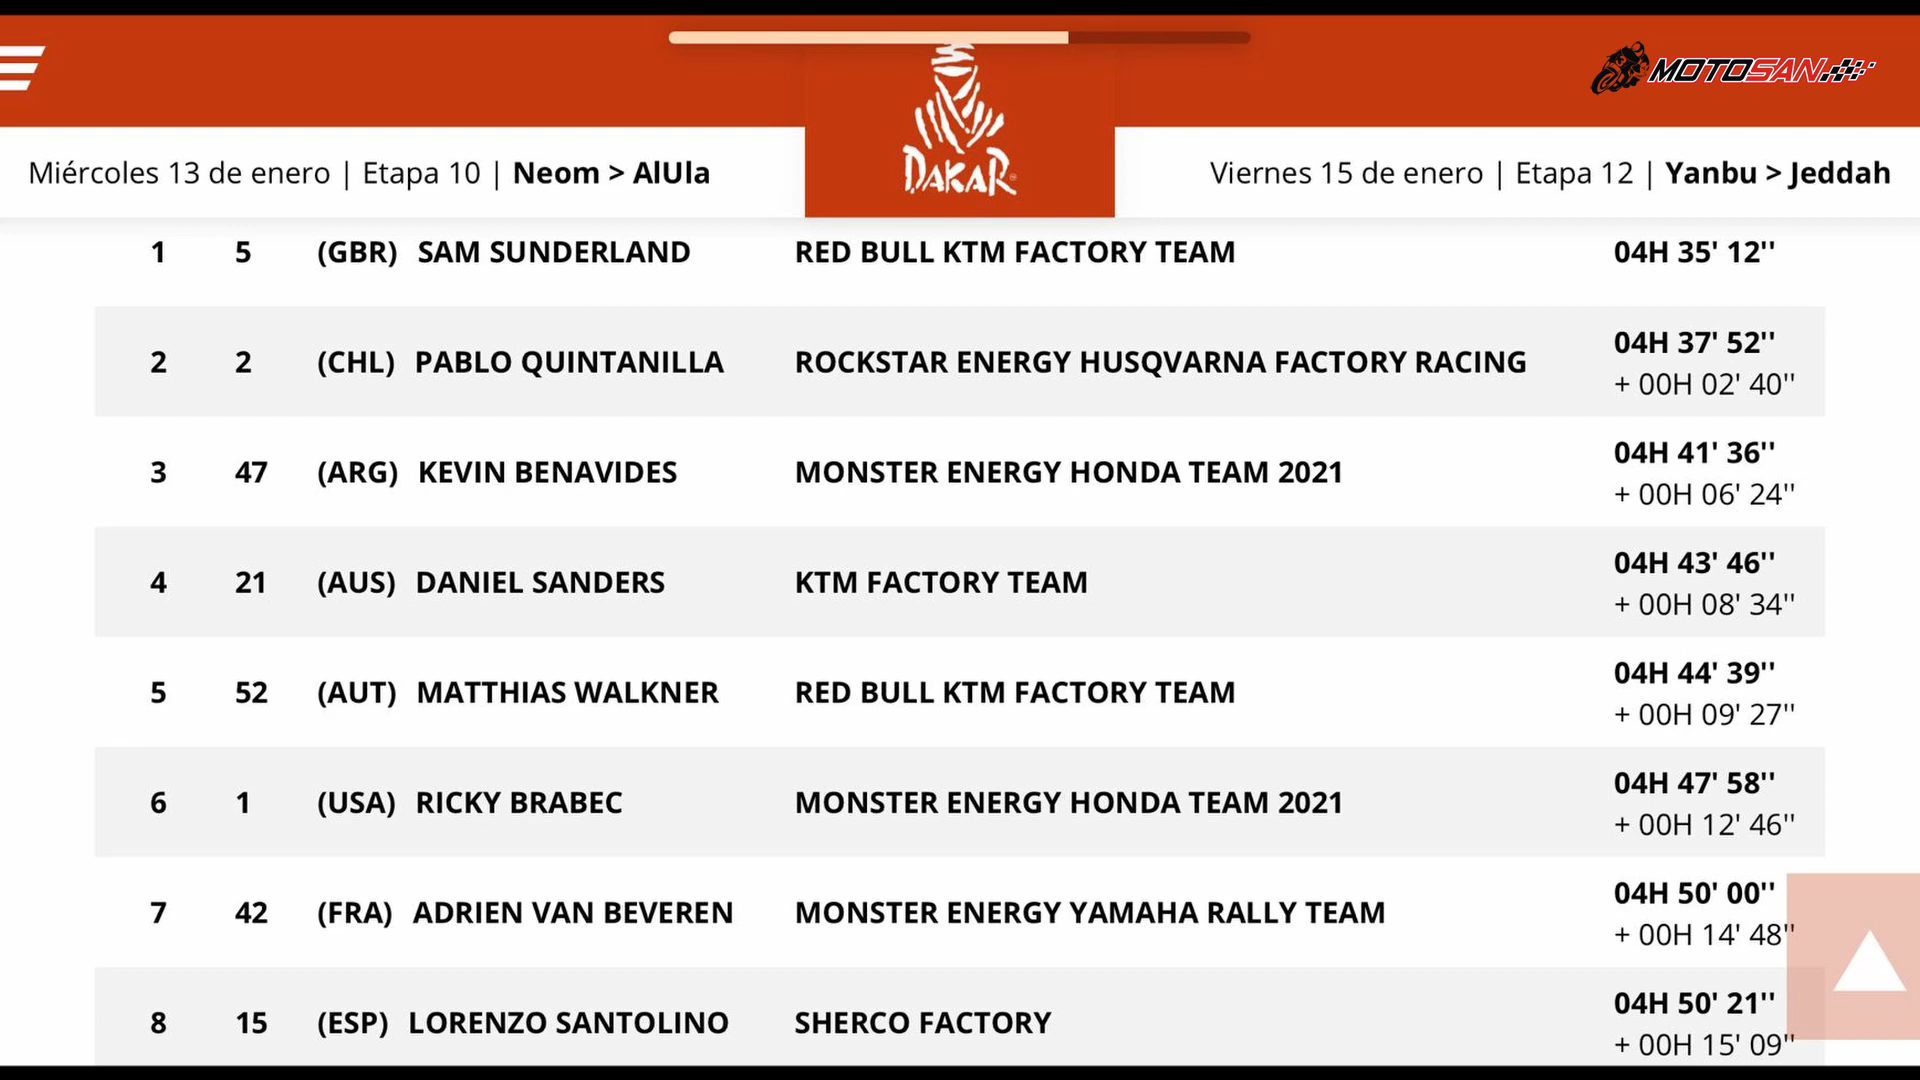 MOTOSAN
Miércoles 13 de enero | Etapa 10 | Neom > AlUla
DAKAR
Viernes 15 de enero | Etapa 12 | Yanbu > Jeddah
1 5 (GBR) SAM SUNDERLAND RED BULL KTM FACTORY TEAM 04H 35' 12''
2 2 (CHL) PABLO QUINTANILLA ROCKSTAR ENERGY HUSQVARNA FACTORY RACING 04H 37' 52''
+ 00H 02' 40''
3 47 (ARG) KEVIN BENAVIDES MONSTER ENERGY HONDA TEAM 2021 04H 41' 36''
+ 00H 06' 24''
4 21 (AUS) DANIEL SANDERS KTM FACTORY TEAM 04H 43' 46''
+ 00H 08' 34''
5 52 (AUT) MATTHIAS WALKNER RED BULL KTM FACTORY TEAM 04H 44' 39''
+ 00H 09' 27''
6 1 (USA) RICKY BRABEC MONSTER ENERGY HONDA TEAM 2021 04H 47' 58''
+ 00H 12' 46''
7 42 (FRA) ADRIEN VAN BEVEREN MONSTER ENERGY YAMAHA RALLY TEAM 04H 50' 00''
+ 00H 14' 48''
8 15 (ESP) LORENZO SANTOLINO SHERCO FACTORY 04H 50' 21''
+ 00H 15' 09''